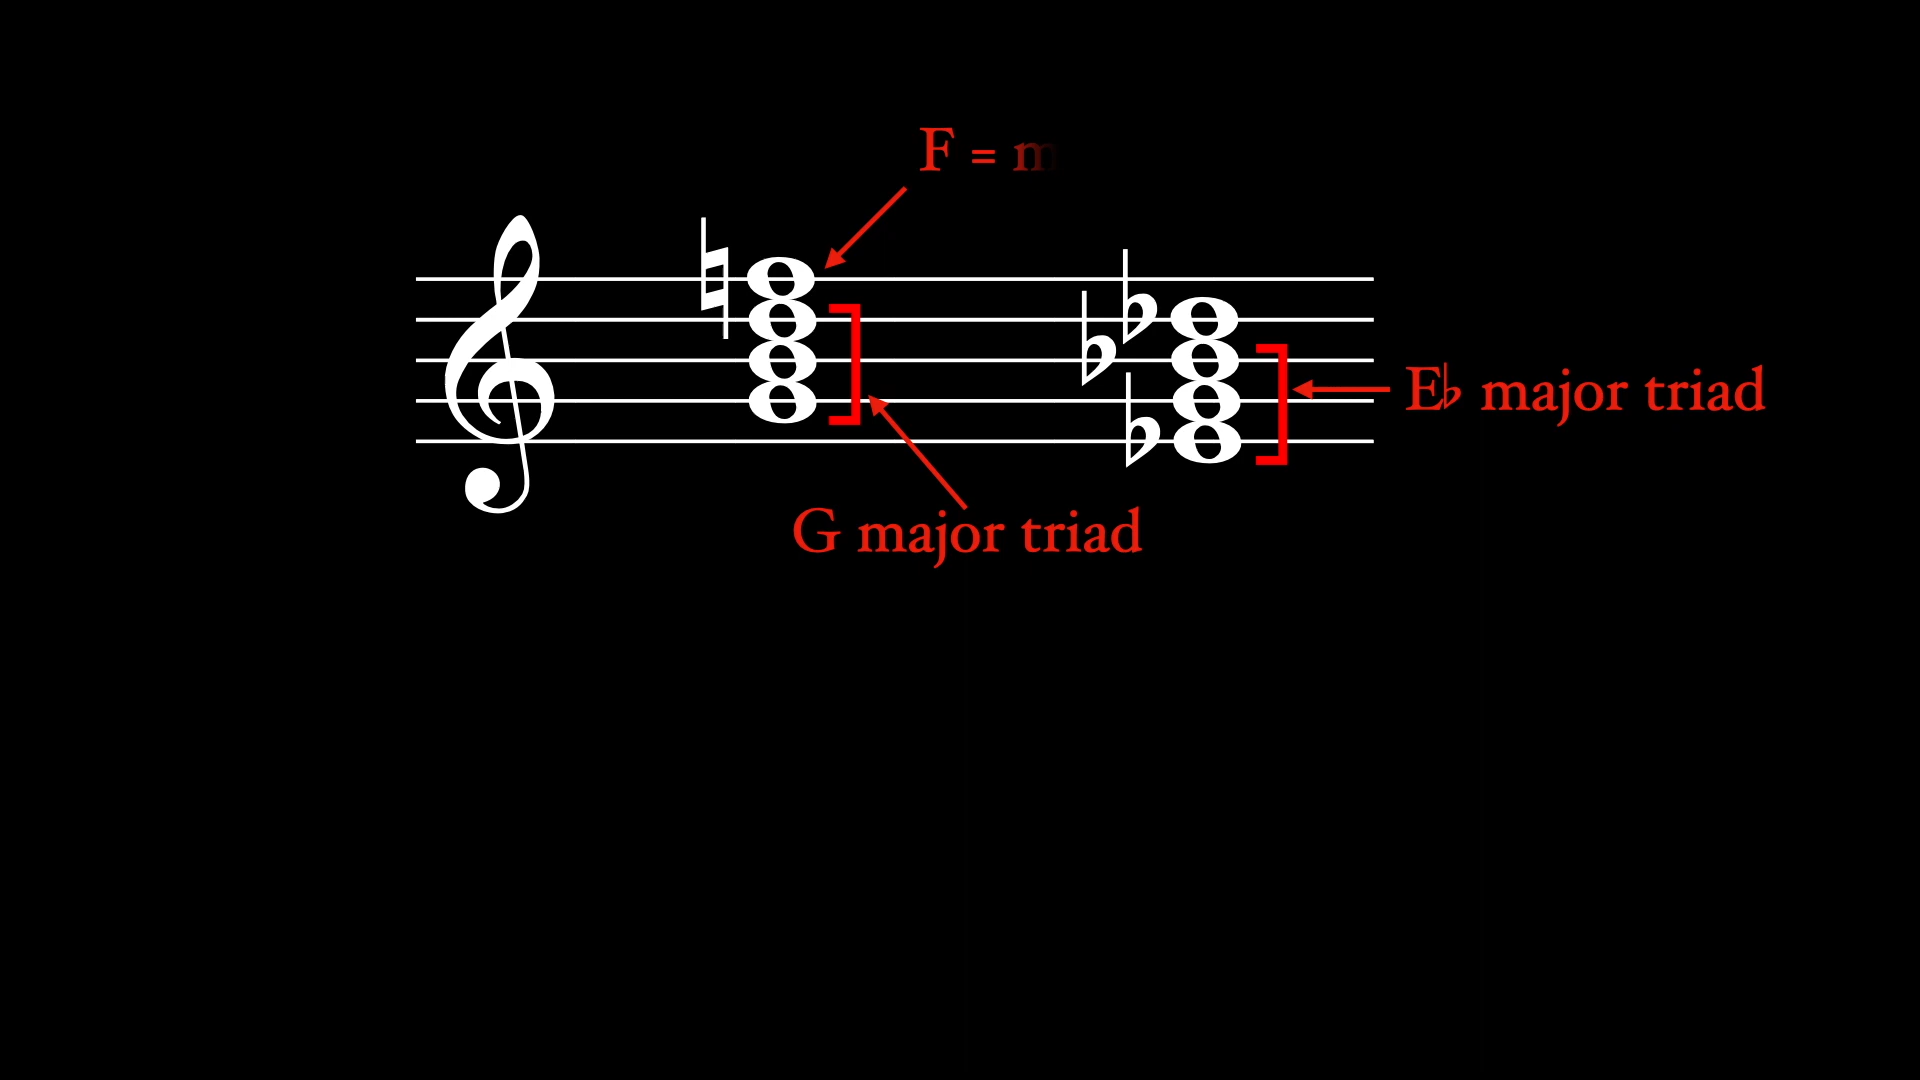 F = m
G major triad
E♭ major triad